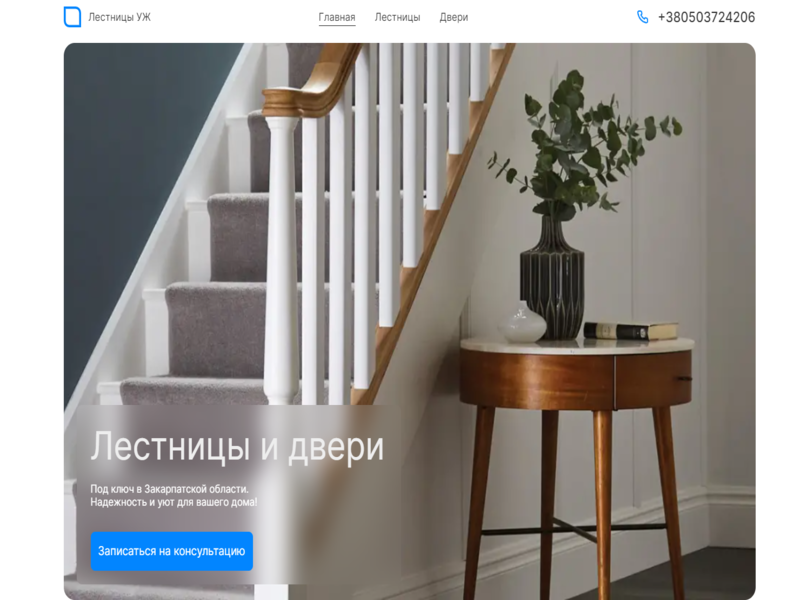 Лестницы УЖ
Главная
Лестницы
Двери
+380503724206
Лестницы и двери
Под ключ в Закарпатской области.
Надежность и уют для вашего дома!
Записаться на консультацию